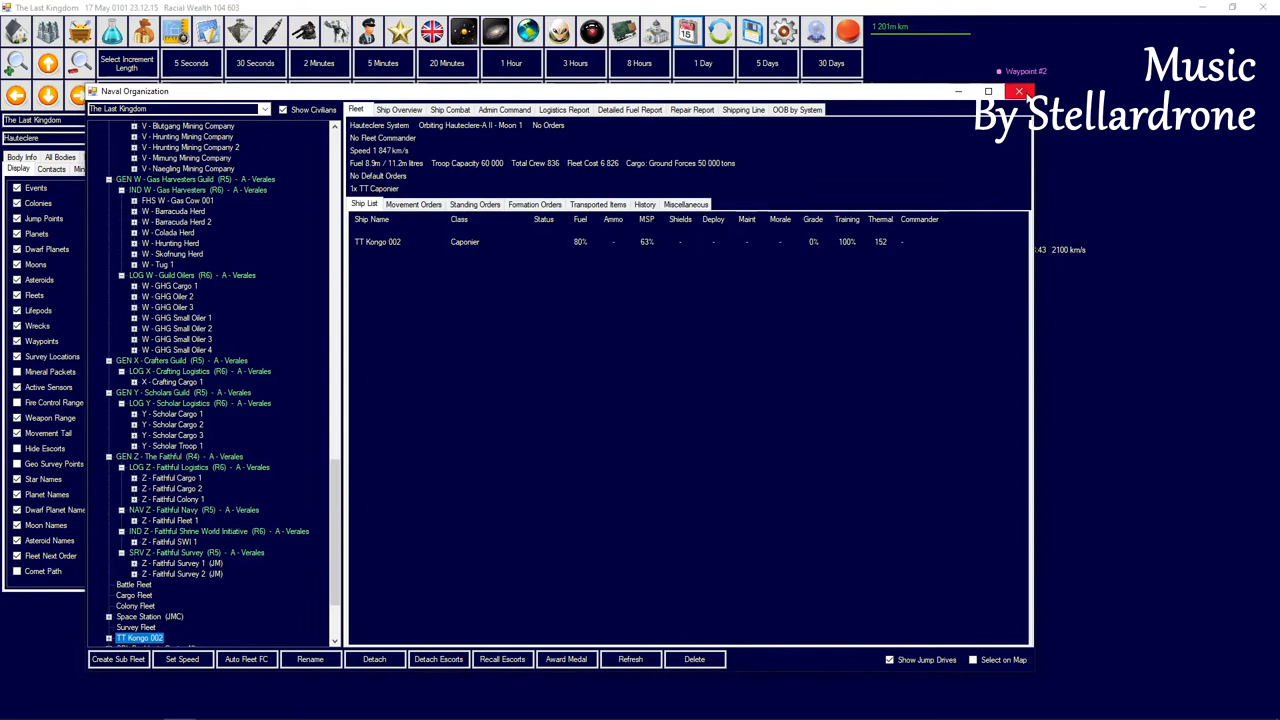 The Last Kingdom 17 May 0101 23.12.15 Racial Wealth 104 603
Select Increment
Length
5 Seconds
30 Seconds
2 Minutes
5 Minutes
20 Minutes
1 Hour
3 Hours
8 Hours
1 Day
5 Days
30 Days
1 201m km
Music
By Stellardrone
Waypoint #2
43 2100 km/s
The Last Kingdom
Hauteclere
Body Info All Bodies
Display Contacts
Events
Colonies
Jump Points
Planets
Dwarf Planets
Moons
Asteroids
Fleets
Lifepods
Wrecks
Waypoints
Survey Locations
Mineral Packets
Active Sensors
Fire Control Range
Weapon Range
Movement Tail
Hide Escorts
Geo Survey Points
Star Names
Planet Names
Dwarf Planet Name
Moon Names
Asteroid Names
Fleet Next Order
Comet Path
Naval Organization
The Last Kingdom
Show Civilians
V - Blutgang Mining Company
V - Hrunting Mining Company
V - Hrunting Mining Company 2
V - Mimung Mining Company
V - Naegling Mining Company
GEN W - Gas Harvesters Guild (R5) - A - Verales
IND W - Gas Harvesters (R6) - A - Verales
FHS W - Gas Cow 001
W - Barracuda Herd
W - Barracuda Herd 2
W - Colada Herd
W - Hrunting Herd
W - Skofnung Herd
W - Tug 1
LOG W - Guild Oilers (R6) - A - Verales
W - GHG Cargo 1
W - GHG Oiler 2
W - GHG Oiler 3
W - GHG Small Oiler 1
W - GHG Small Oiler 2
W - GHG Small Oiler 3
W - GHG Small Oiler 4
GEN X - Crafters Guild (R5) - A - Verales
LOG X - Crafting Logistics (R6) - A - Verales
X - Crafting Cargo 1
GEN Y - Scholars Guild (R5) - A - Verales
LOG Y - Scholar Logistics (R6) - A - Verales
Y - Scholar Cargo 1
Y - Scholar Cargo 2
Y - Scholar Cargo 3
Y - Scholar Troop 1
GEN Z - The Faithful (R4) - A - Verales
LOG Z - Faithful Logistics (R6) - A - Verales
Z - Faithful Cargo 1
Z - Faithful Cargo 2
Z - Faithful Colony 1
NAV Z - Faithful Navy (R5) - A - Verales
Z - Faithful Fleet 1
IND Z - Faithful Shrine World Initiative (R6) - A - Verales
Z - Faithful SWI 1
SRV Z - Faithful Survey (R5) - A - Verales
Z - Faithful Survey 1 (JM)
Z - Faithful Survey 2 (JM)
Battle Fleet
Cargo Fleet
Colony Fleet
Space Station (JMC)
Survey Fleet
TT Kongo 002
Fleet Ship Overview Ship Combat Admin Command Logistics Report Detailed Fuel Report Repair Report Shipping Line OOB by System
Hauteclere System Orbiting Hauteclere-A II - Moon 1 No Orders
No Fleet Commander
Speed 1 847 km/s
Fuel 8.9m / 11.2m litres Troop Capacity 60 000 Total Crew 836 Fleet Cost 6 826 Cargo: Ground Forces 50 000 tons
No Default Orders
1x TT Caponier
Ship List Movement Orders Standing Orders Formation Orders Transported Items History Miscellaneous
Ship Name Class Status Fuel Ammo MSP Shields Deploy Maint Morale Grade Training Thermal Commander
TT Kongo 002 Caponier 80% - 63% - - - - 0% 100% 152 -
Create Sub Fleet Set Speed Auto Fleet FC Rename Detach Detach Escorts Recall Escorts Award Medal Refresh Delete Show Jump Drives Select on Map